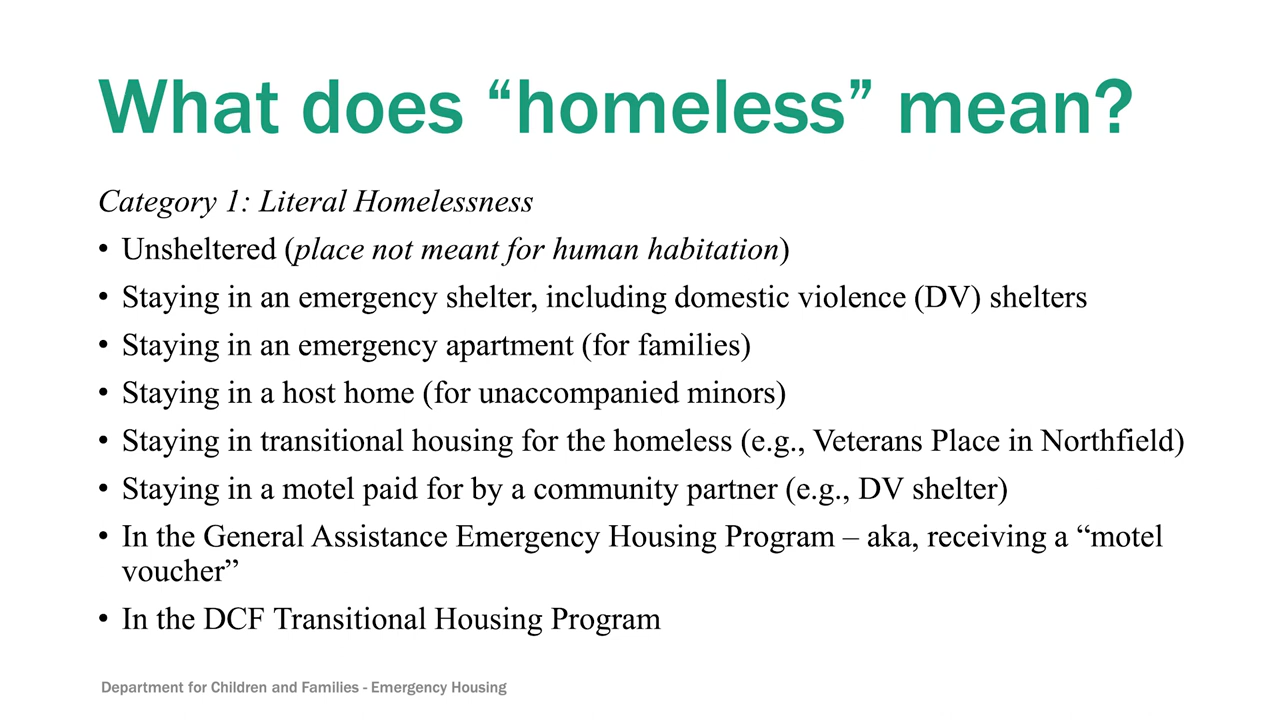 What does “homeless” mean?
Category 1: Literal Homelessness
• Unsheltered (place not meant for human habitation)
• Staying in an emergency shelter, including domestic violence (DV) shelters
• Staying in an emergency apartment (for families)
• Staying in a host home (for unaccompanied minors)
• Staying in transitional housing for the homeless (e.g., Veterans Place in Northfield)
• Staying in a motel paid for by a community partner (e.g., DV shelter)
• In the General Assistance Emergency Housing Program – aka, receiving a “motel
voucher”
• In the DCF Transitional Housing Program
Department for Children and Families - Emergency Housing